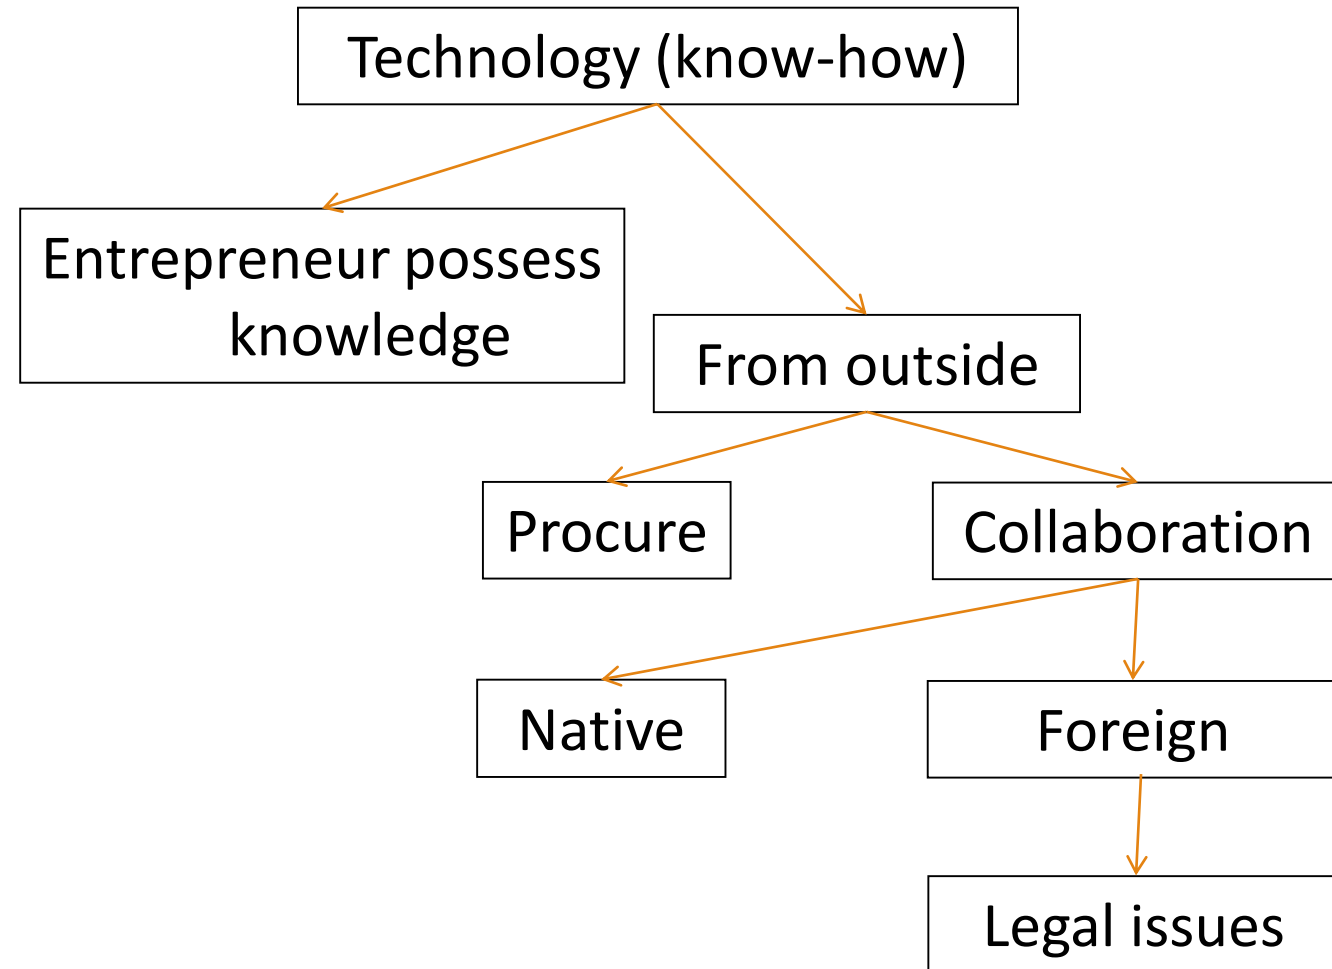 Technology (know-how)
Entrepreneur possess
knowledge
From outside
Procure
Collaboration
Native
Foreign
Legal issues